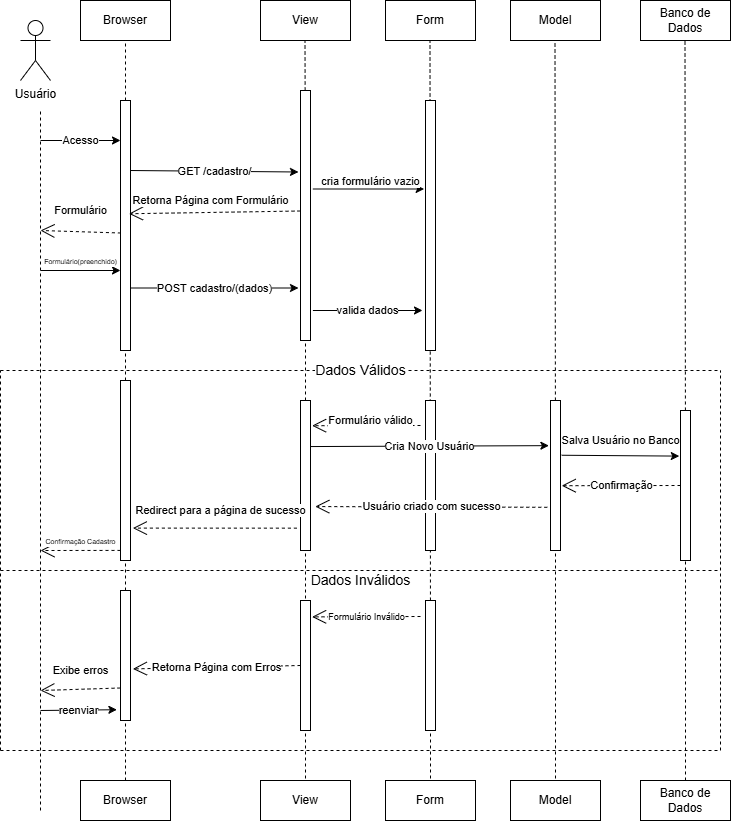 Browser
View
Form
Model
Banco de
Dados
Usuário
Acesso
GET /cadastro/
cria formulário vazio
Retorna Página com Formulário
Formulário
Formulário(preenchido)
POST cadastro/(dados)
valida dados
Dados Válidos
Formulário válido
Cria Novo Usuário
Salva Usuário no Banco
Confirmação
Usuário criado com sucesso
Redirect para a página de sucesso
Confirmação Cadastro
Dados Inválidos
Formulário Inválido
Retorna Página com Erros
Exibe erros
reenviar
Browser
View
Form
Model
Banco de
Dados